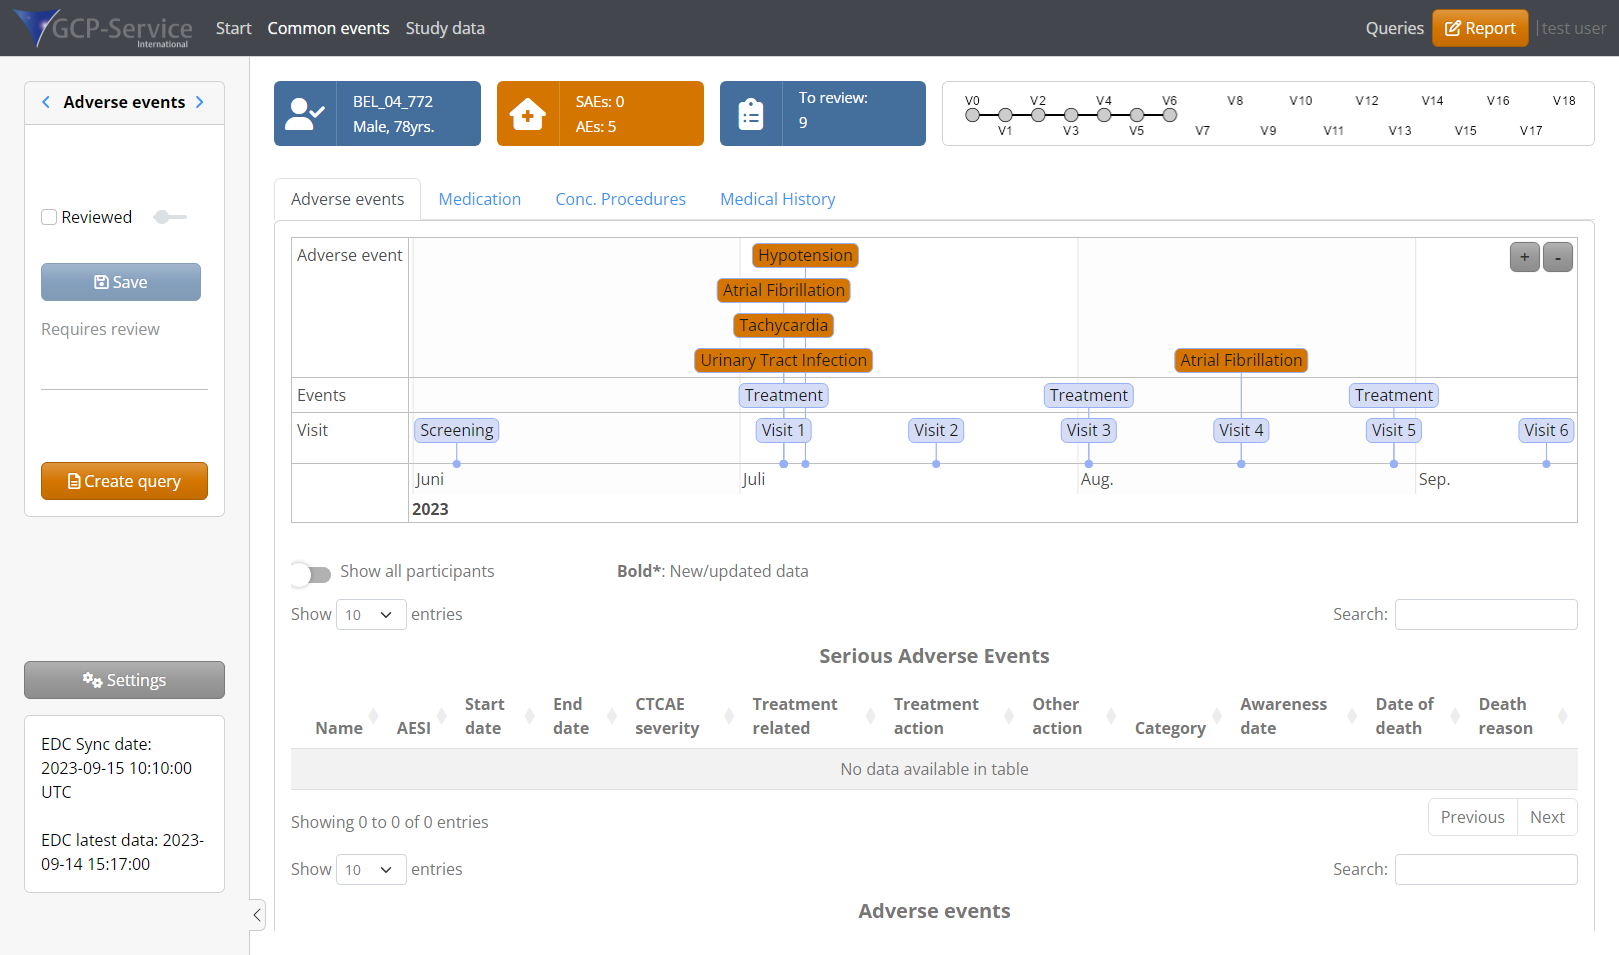 GCP-Service
International
Start Common events Study data
Queries Report | test user
Adverse events
Reviewed
Save
Requires review
Create query
Settings
EDC Sync date:
2023-09-15 10:10:00
UTC
EDC latest data: 2023-
09-14 15:17:00
BEL_04_772
Male, 78yrs.
SAEs: 0
AEs: 5
To review:
9
V0 V2 V4 V6 V8 V10 V12 V14 V16 V18
V1 V3 V5 V7 V9 V11 V13 V15 V17
Adverse events Medication Conc. Procedures Medical History
Adverse event
Hypotension
+ -
Atrial Fibrillation
Tachycardia
Urinary Tract Infection Atrial Fibrillation
Events Treatment Treatment Treatment
Visit Screening Visit 1 Visit 2 Visit 3 Visit 4 Visit 5 Visit 6
Juni Juli Aug. Sep.
2023
Show all participants Bold*: New/updated data
Show 10 entries Search:
Serious Adverse Events
Name AESI Start date End date CTCAE severity Treatment related Treatment action Other action Category Awareness date Date of death Death reason
No data available in table
Showing 0 to 0 of 0 entries Previous Next
Show 10 entries Search:
Adverse events